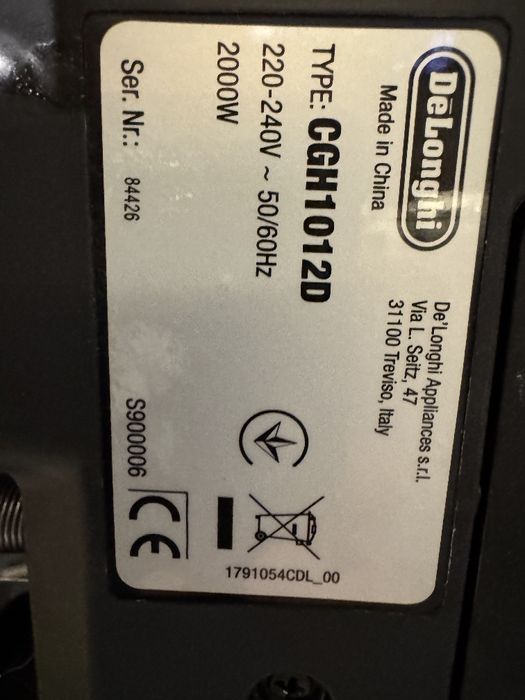 DeLonghi
Made in China
De'Longhi Appliances s.r.l.
Via L. Seitz, 47
31100 Treviso, Italy
TYPE: CGH1012D
220-240V ~ 50/60Hz
2000W
Ser. Nr.: 84426
S900006
CE
1791054CDL_00